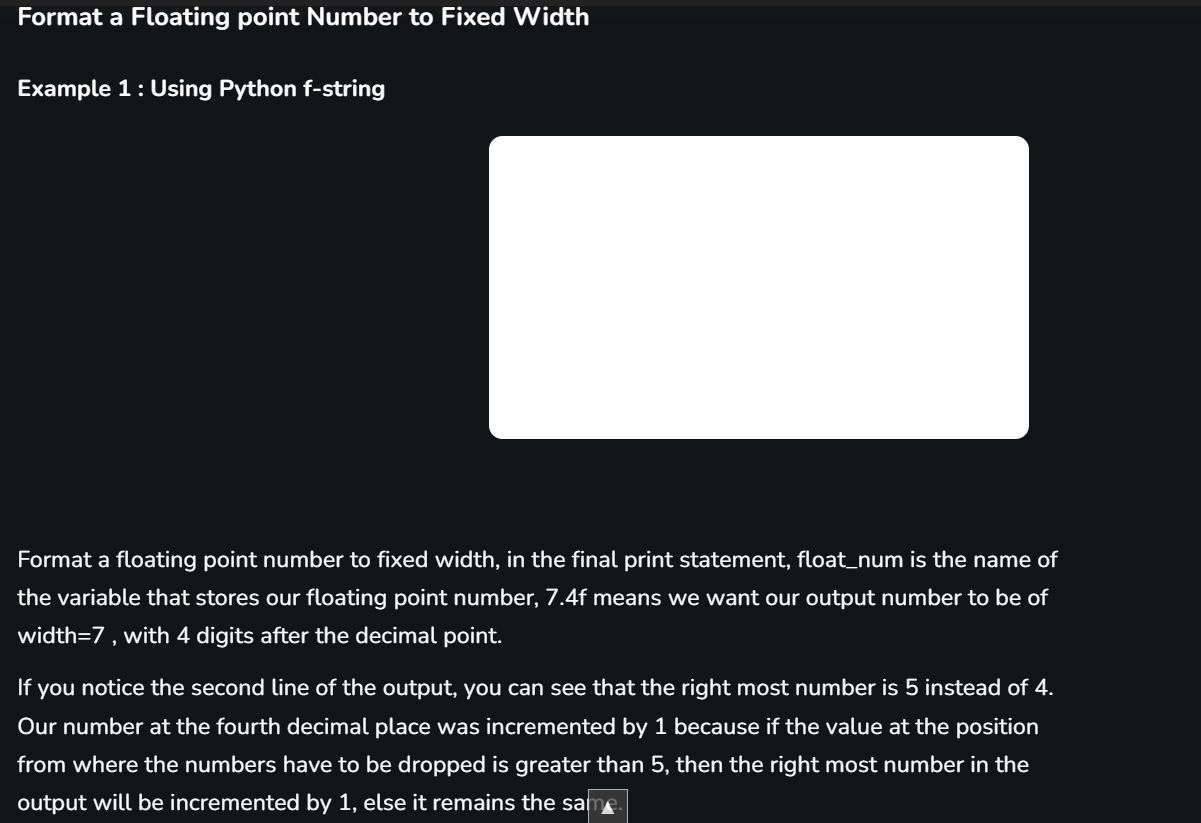 Format a Floating point Number to Fixed Width
Example 1 : Using Python f-string
Format a floating point number to fixed width, in the final print statement, float_num is the name of
the variable that stores our floating point number, 7.4f means we want our output number to be of
width=7 , with 4 digits after the decimal point.
If you notice the second line of the output, you can see that the right most number is 5 instead of 4.
Our number at the fourth decimal place was incremented by 1 because if the value at the position
from where the numbers have to be dropped is greater than 5, then the right most number in the
output will be incremented by 1, else it remains the same.